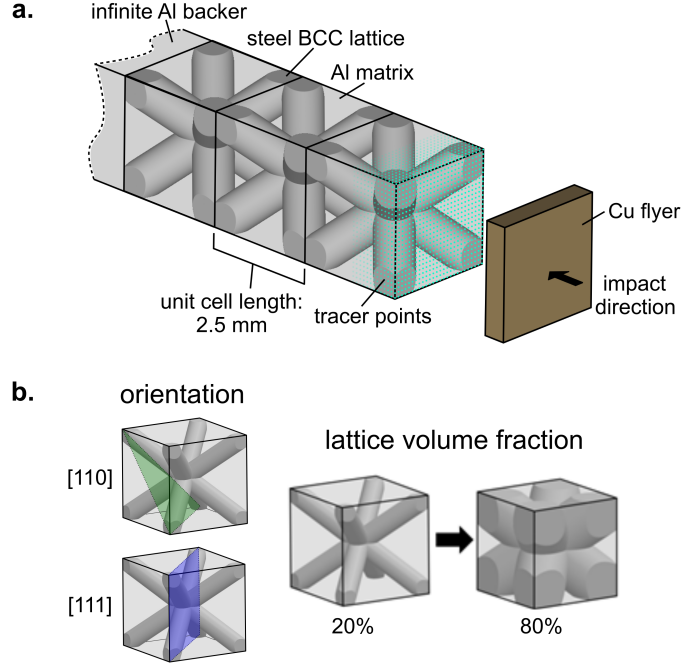 a.
infinite Al backer
steel BCC lattice
Al matrix
Cu flyer
impact
direction
unit cell length:
2.5 mm
tracer points
b.
orientation
lattice volume fraction
[110]
[111]
20%
80%